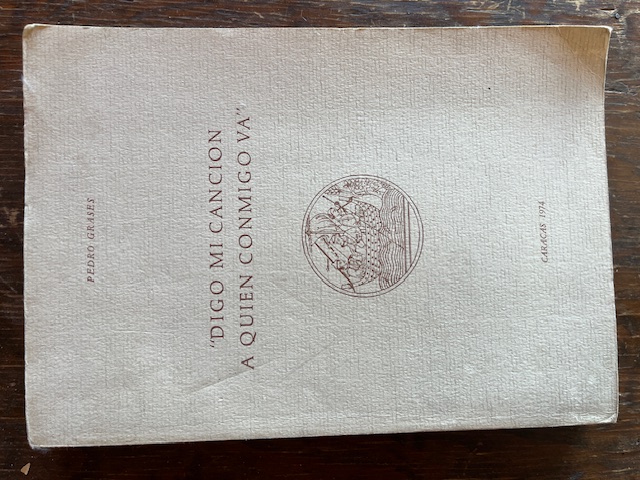 PEDRO GRASES
"DIGO MI CANCION
A QUIEN CONMIGO VA"
CARACAS 1974